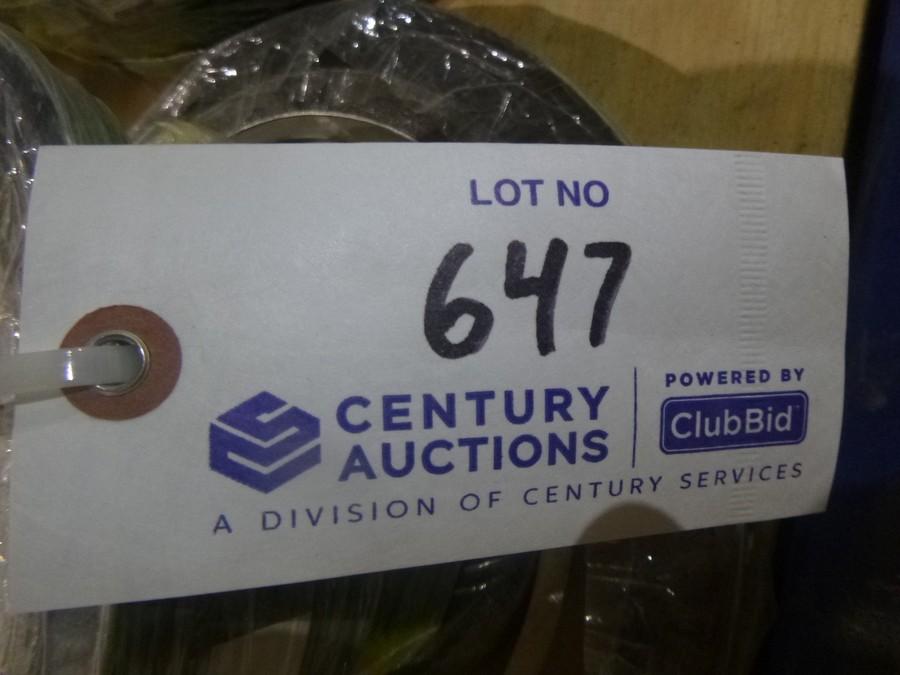 LOT NO
647
CENTURY
AUCTIONS
POWERED BY
ClubBid
A DIVISION OF CENTURY SERVICES